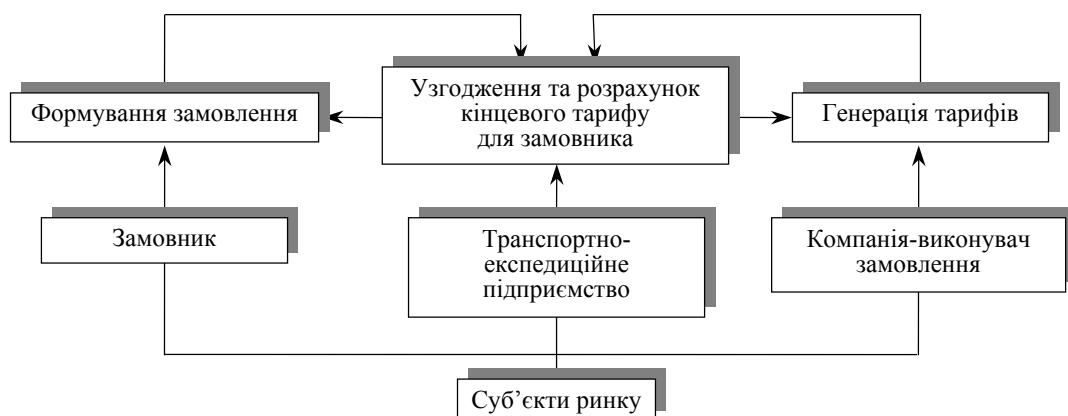 Формування замовлення
Узгодження та розрахунок
кінцевого тарифу
для замовника
Генерація тарифів
Замовник
Транспортно-
експедиційне
підприємство
Компанія-виконувач
замовлення
Суб’єкти ринку